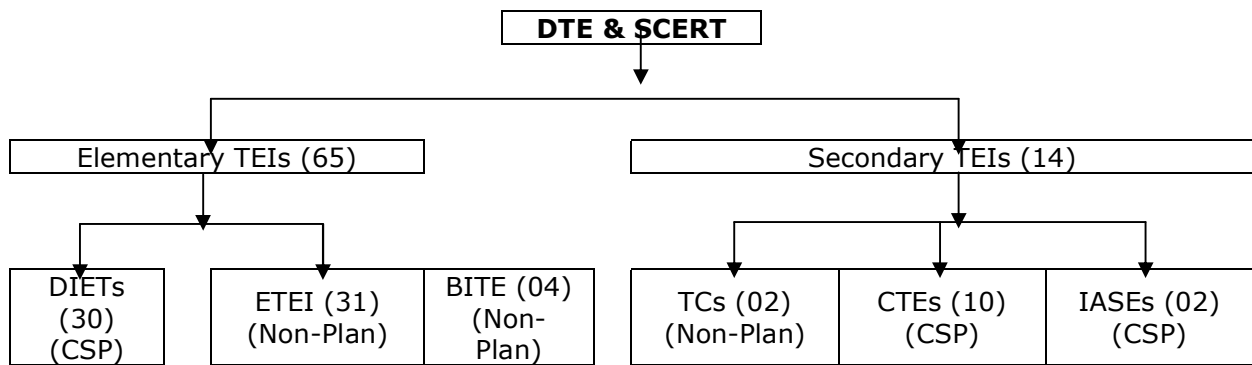 DTE & SCERT
Elementary TEIs (65)
Secondary TEIs (14)
DIETs
(30)
(CSP)
ETEI (31)
(Non-Plan)
BITE (04)
(Non-
Plan)
TCs (02)
(Non-Plan)
CTEs (10)
(CSP)
IASEs (02)
(CSP)